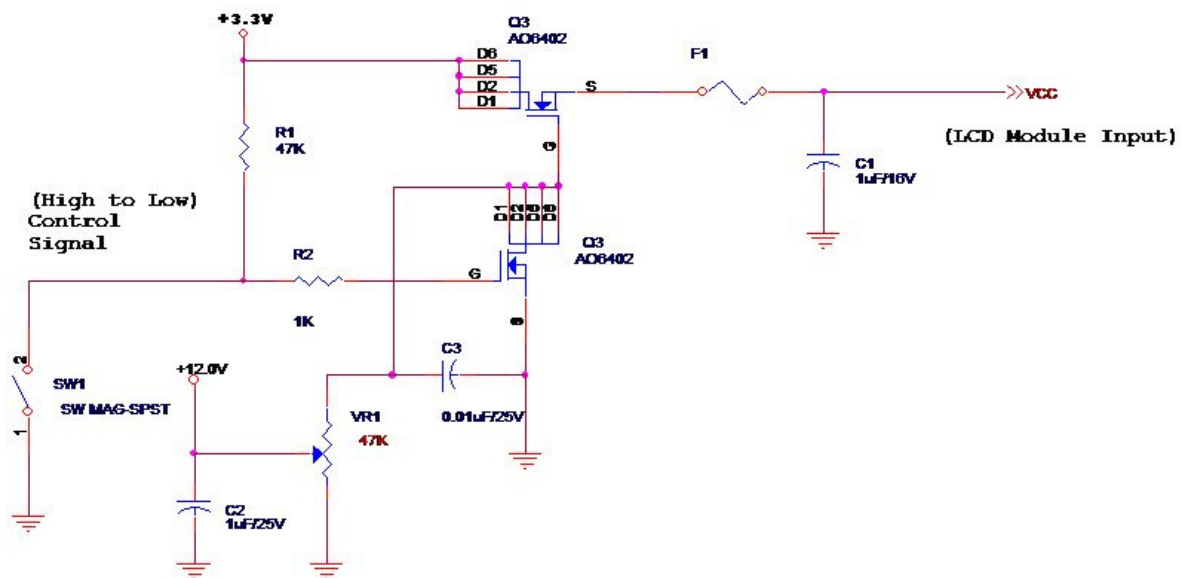 +3.3V
Q3
AO6402
D6
D5
D2
D1
S
F1
VCC
(LCD Module Input)
R1
47K
G
C1
1uF/16V
(High to Low)
Control
Signal
D1
D2
Q3
AO6402
R2
G
1K
C3
+12.0V
2
SW1
SW MAG-SPST
1
VR1
47K
0.01uF/25V
C2
1uF/25V